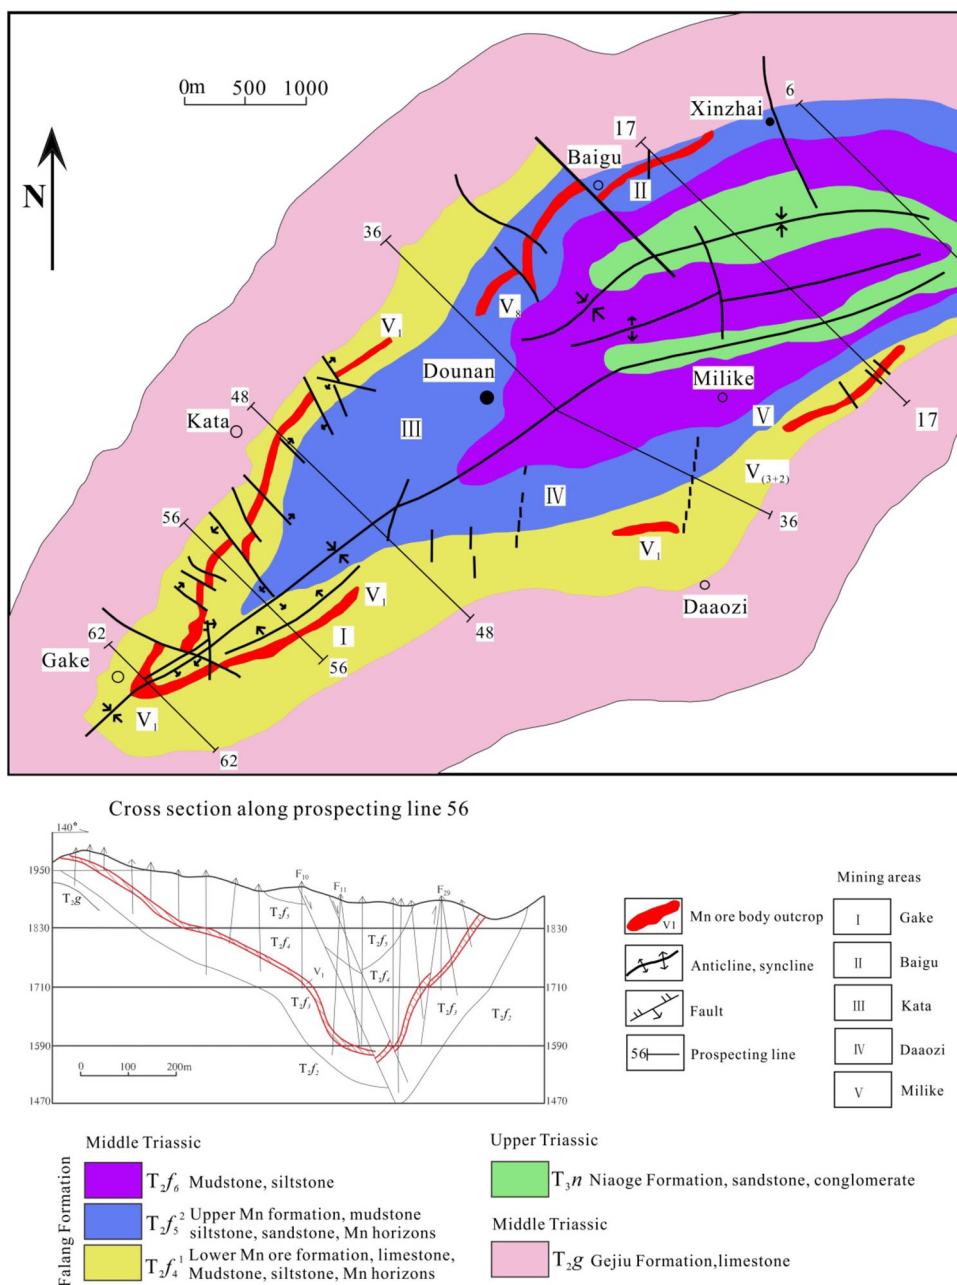 0m 500 1000
N
Xinzhai
6
17
Baigu
II
36
V₈
V₁
Dounan
Milike
48
Kata
III
V
17
V₍₃₊₂₎
56
IV
36
V₁
Daaozi
V₁
48
62
I
Gake
56
V₁
62
Cross section along prospecting line 56
140°
1950
T₂g
F₁₀
F₁₁
F₂₉
T₂f₅
1830
1830
T₂f₄
T₂f₅
V₁
T₂f₄
1710
1710
T₂f₃
T₂f₃
T₂f₂
1590
1590
T₂f₂
0 100 200m
1470
1470
Mining areas
V1
Mn ore body outcrop
I
Gake
Anticline, syncline
II
Baigu
Fault
III
Kata
56
Prospecting line
IV
Daaozi
V
Milike
Falang Formation
Middle Triassic
T₂f₆ Mudstone, siltstone
T₂f₅² Upper Mn formation, mudstone
siltstone, sandstone, Mn horizons
T₂f₄¹ Lower Mn ore formation, limestone,
Mudstone, siltstone, Mn horizons
Upper Triassic
T₃n Niaoge Formation, sandstone, conglomerate
Middle Triassic
T₂g Gejiu Formation,limestone